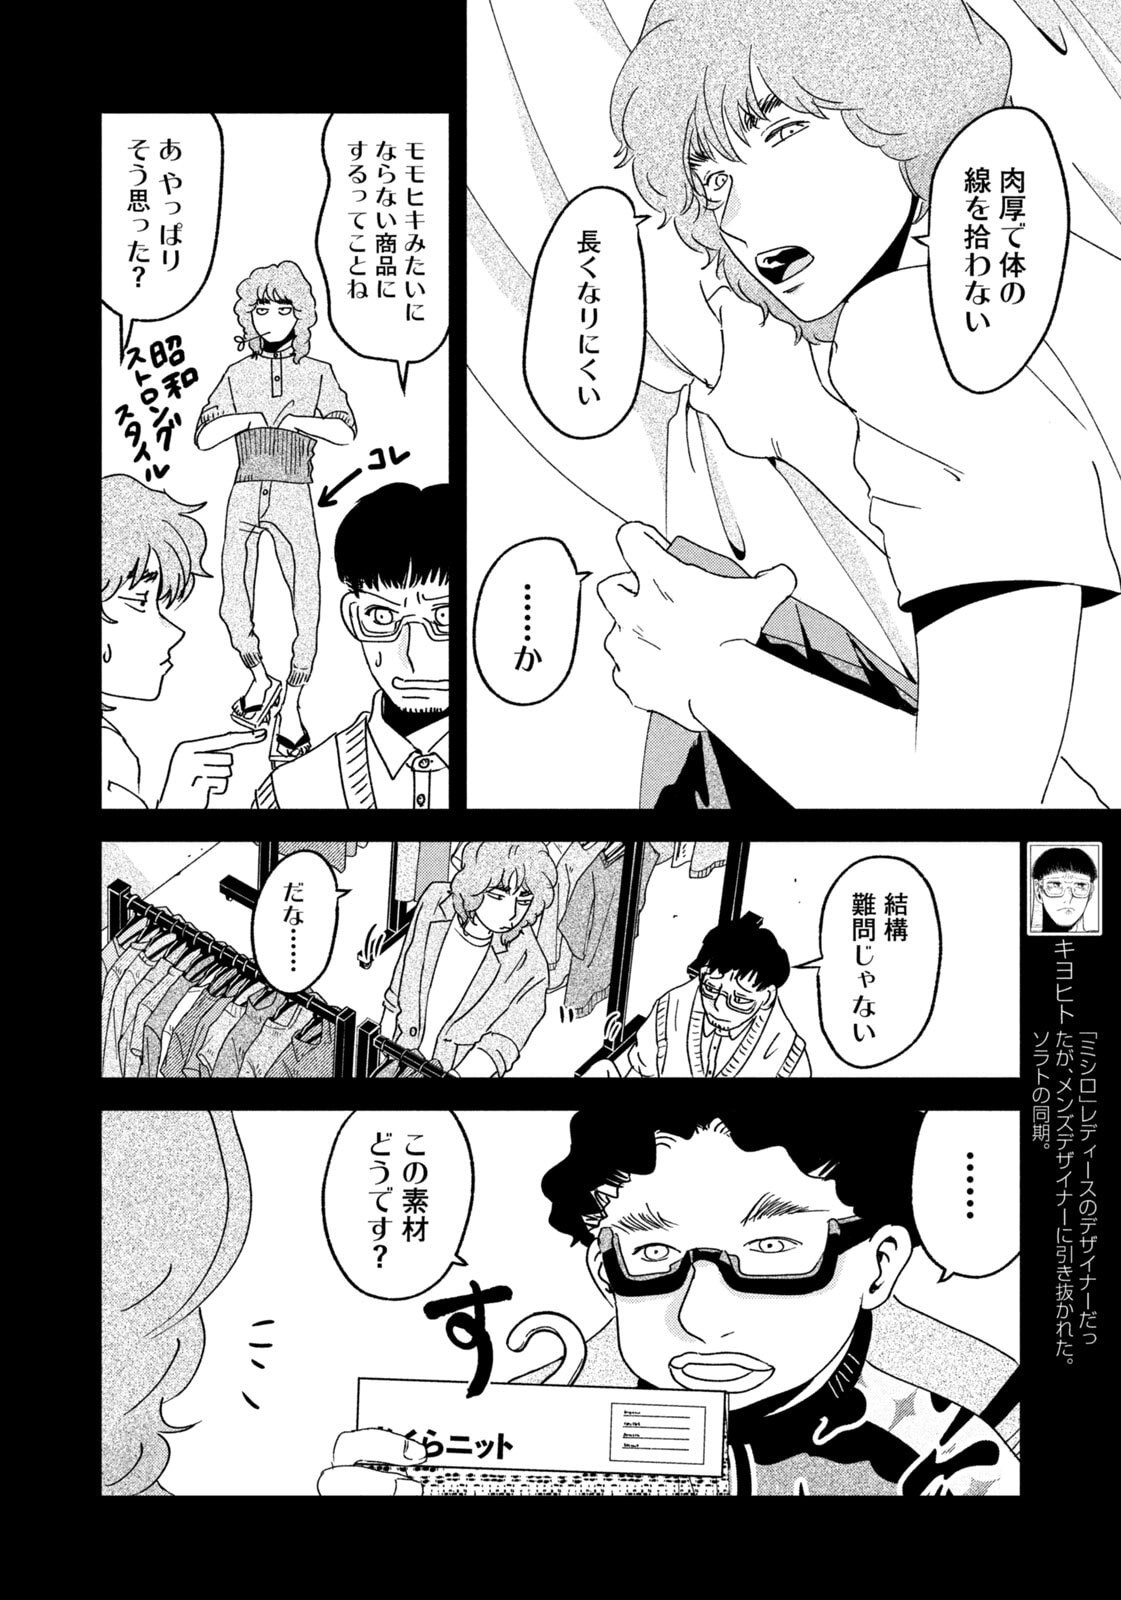 肉厚で体の
線を拾わない
長くなりにくい
……か
モモヒキみたいに
ならない商品に
するってことね
あ やっぱり
そう思った?
昭和
ストロング
スタイル
コレ
結構
難問じゃない
だな……
キヨヒト
「ミシロ」レディースのデザイナーだっ
たが、メンズデザイナーに引き抜かれた。
ソラトの同期。
……
この素材
どうです?
すっ
くらニット